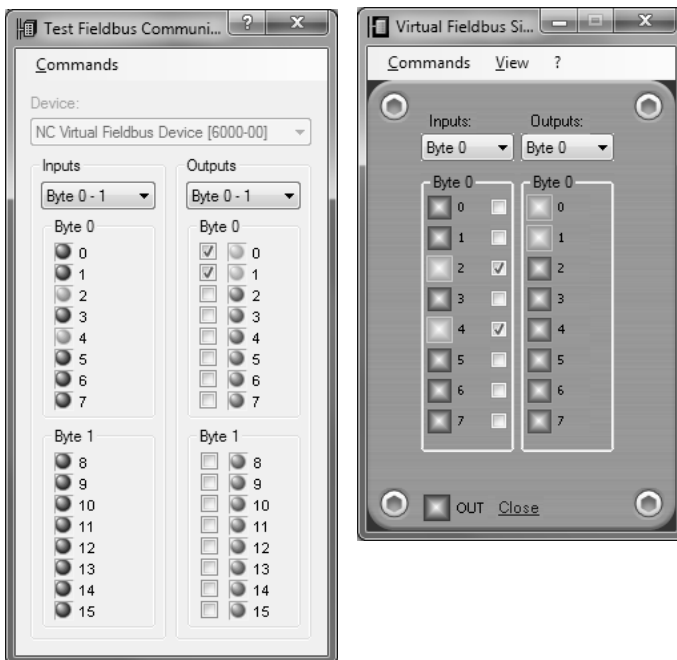 Test Fieldbus Communi... ?
Commands
Device:
NC Virtual Fieldbus Device [6000-00]
Inputs
Outputs
Byte 0 - 1
Byte 0 - 1
Byte 0
0
1
2
3
4
5
6
7
Byte 0
0
1
2
3
4
5
6
7
Byte 1
8
9
10
11
12
13
14
15
Byte 1
8
9
10
11
12
13
14
15
Virtual Fieldbus Si...
Commands View ?
Inputs:
Outputs:
Byte 0
Byte 0
Byte 0
0
1
2
3
4
5
6
7
Byte 0
0
1
2
3
4
5
6
7
OUT Close